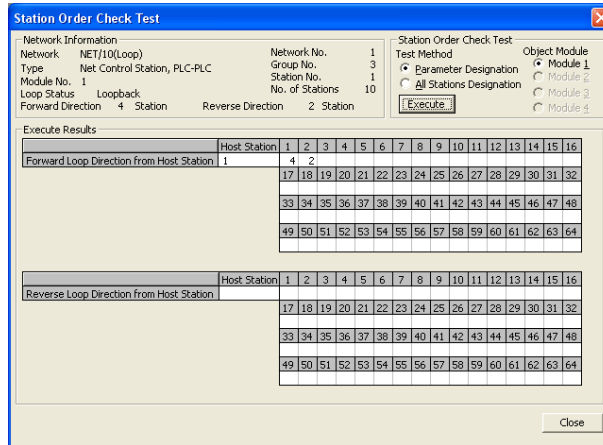 Station Order Check Test
Network Information
Network NET/10(Loop) Network No. 1
Type Net Control Station, PLC-PLC Group No. 3
Module No. 1 Station No. 1
Loop Status Loopback No. of Stations 10
Forward Direction 4 Station Reverse Direction 2 Station
Station Order Check Test
Test Method Object Module
Parameter Designation Module 1
All Stations Designation Module 2
Execute Module 3
Module 4
Execute Results
Host Station 1 2 3 4 5 6 7 8 9 10 11 12 13 14 15 16
Forward Loop Direction from Host Station 1 4 2
17 18 19 20 21 22 23 24 25 26 27 28 29 30 31 32
33 34 35 36 37 38 39 40 41 42 43 44 45 46 47 48
49 50 51 52 53 54 55 56 57 58 59 60 61 62 63 64
Host Station 1 2 3 4 5 6 7 8 9 10 11 12 13 14 15 16
Reverse Loop Direction from Host Station
17 18 19 20 21 22 23 24 25 26 27 28 29 30 31 32
33 34 35 36 37 38 39 40 41 42 43 44 45 46 47 48
49 50 51 52 53 54 55 56 57 58 59 60 61 62 63 64
Close